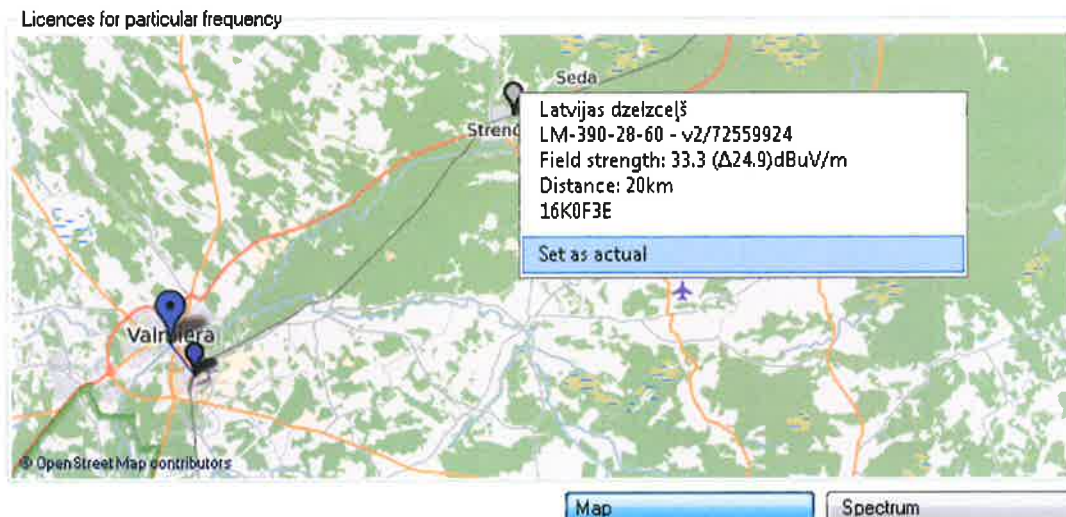 Licences for particular frequency
Seda
Latvijas dzelzceļš
Strenč
LM-390-28-60 - v2/72559924
Field strength: 33.3 (Δ24.9)dBuV/m
Distance: 20km
16K0F3E
Set as actual
Valmiera
© OpenStreetMap contributors
Map
Spectrum